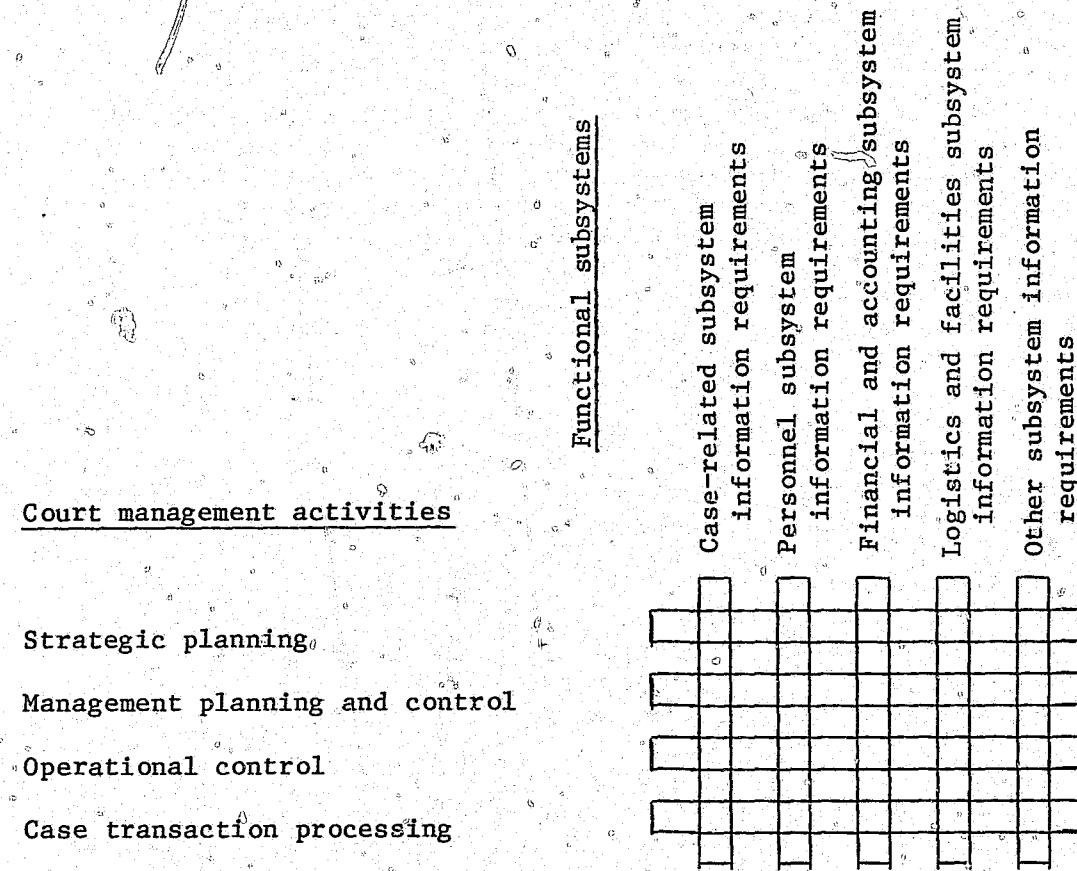 Functional subsystems
Case-related subsystem
information requirements
Personnel subsystem
information requirements
Financial and accounting subsystem
information requirements
Logistics and facilities subsystem
information requirements
Other subsystem information
requirements
Court management activities
Strategic planning
Management planning and control
Operational control
Case transaction processing